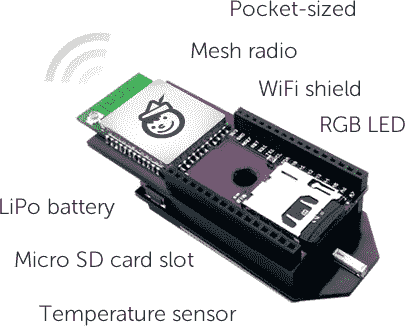 Pocket-sized
Mesh radio
WiFi shield
RGB LED
LiPo battery
Micro SD card slot
Temperature sensor